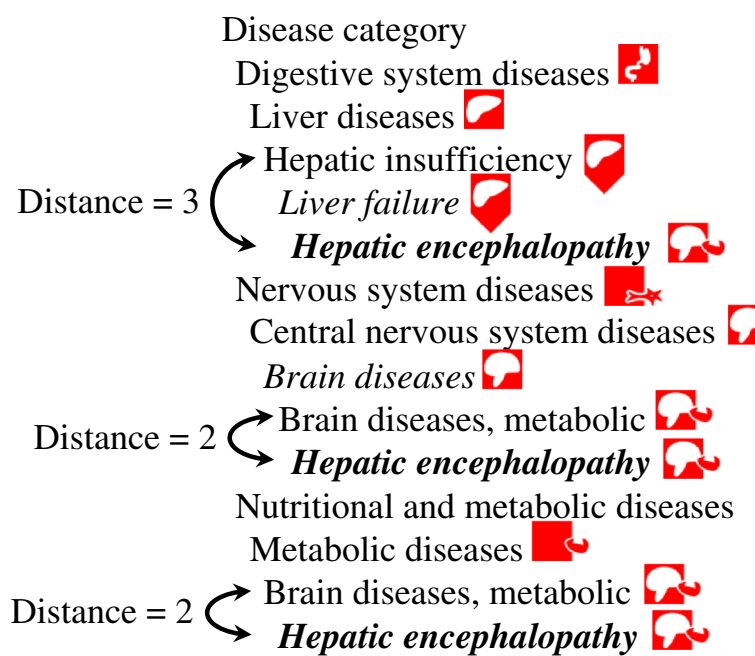 Disease category
Digestive system diseases
Liver diseases
Hepatic insufficiency
Distance = 3
Liver failure
Hepatic encephalopathy
Nervous system diseases
Central nervous system diseases
Brain diseases
Brain diseases, metabolic
Distance = 2
Hepatic encephalopathy
Nutritional and metabolic diseases
Metabolic diseases
Brain diseases, metabolic
Distance = 2
Hepatic encephalopathy